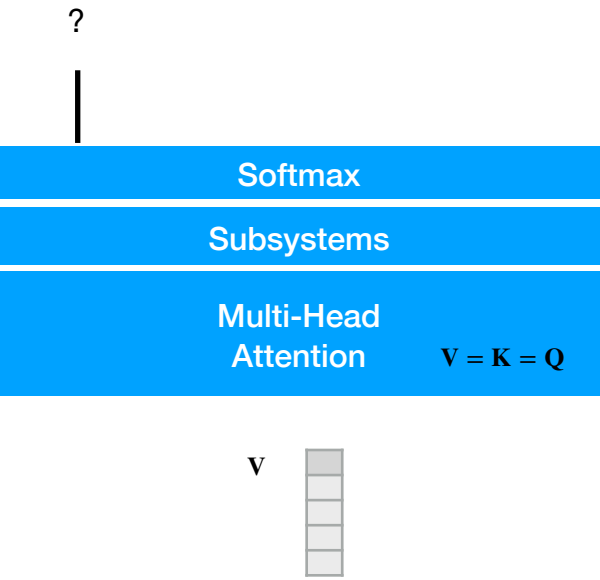 ?
Softmax
Subsystems
Multi-Head
Attention
V = K = Q
V